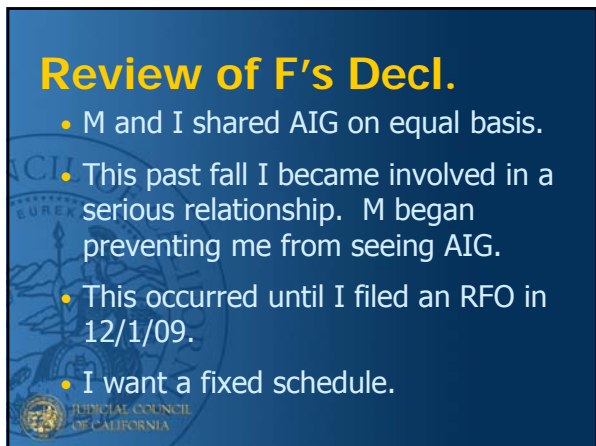 Review of F's Decl.
• M and I shared AIG on equal basis.
• This past fall I became involved in a
serious relationship. M began
preventing me from seeing AIG.
• This occurred until I filed an RFO in
12/1/09.
• I want a fixed schedule.
JUDICIAL COUNCIL
OF CALIFORNIA